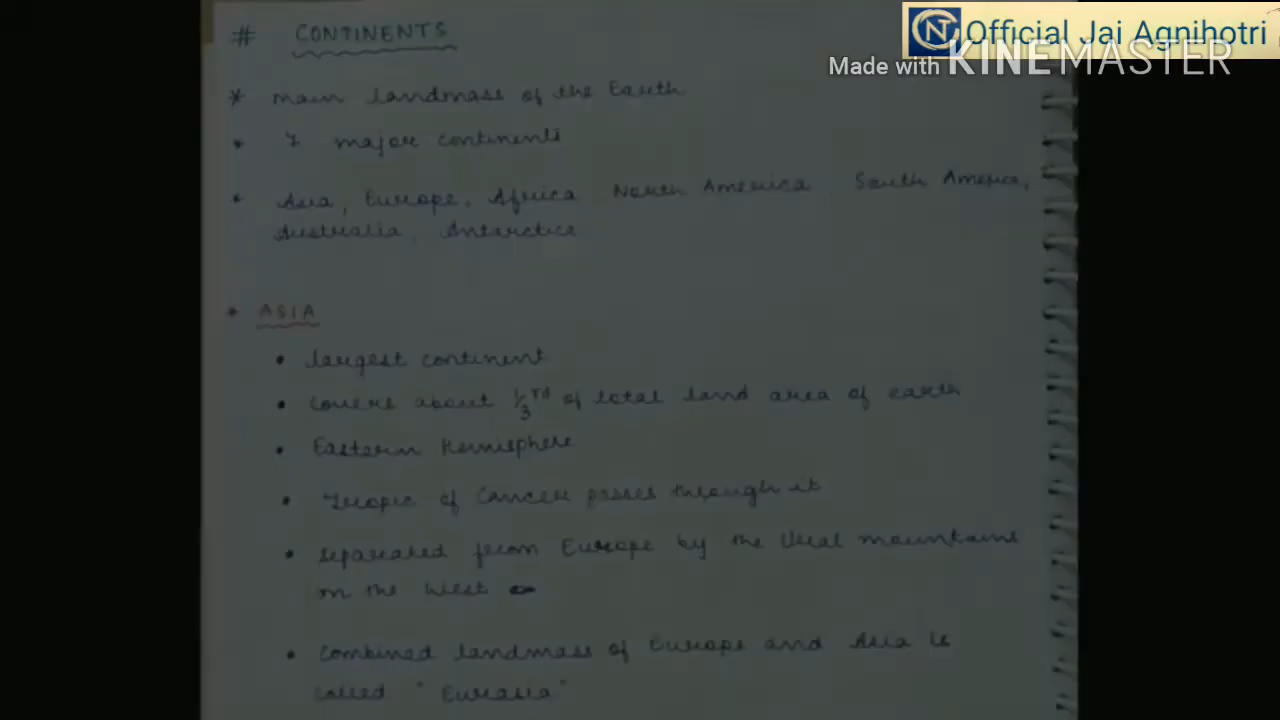 # CONTINENTS
Official Jai Agnihotri
Made with KINEMASTER
* Main landmass of the Earth
* 7 major continents
* Asia, Europe, Africa North America South America,
Australia, Antarctica
* ASIA
• largest continent
• covers about 1/3rd of total land area of earth
• Eastern Hemisphere
• Tropic of Cancer passes through it
• separated from Europe by the Ural mountains
on the West
• Combined landmass of Europe and Asia is
called "Eurasia"